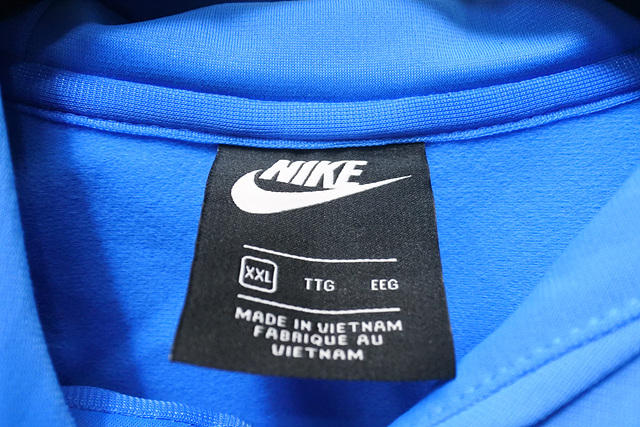 NIKE
XXL TTG EEG
MADE IN VIETNAM
FABRIQUE AU
VIETNAM